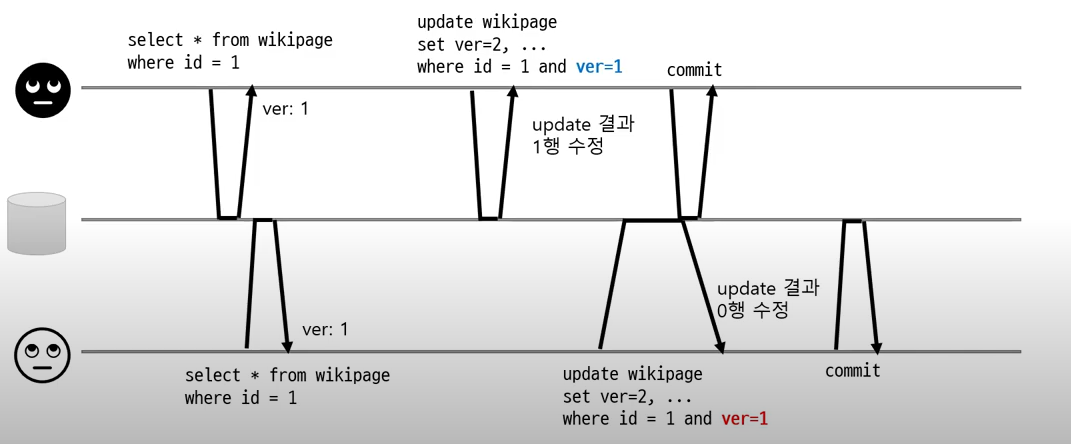 select * from wikipage
where id = 1
ver: 1
update wikipage
set ver=2, ...
where id = 1 and ver=1
update 결과
1행 수정
commit
ver: 1
select * from wikipage
where id = 1
update 결과
0행 수정
update wikipage
set ver=2, ...
where id = 1 and ver=1
commit